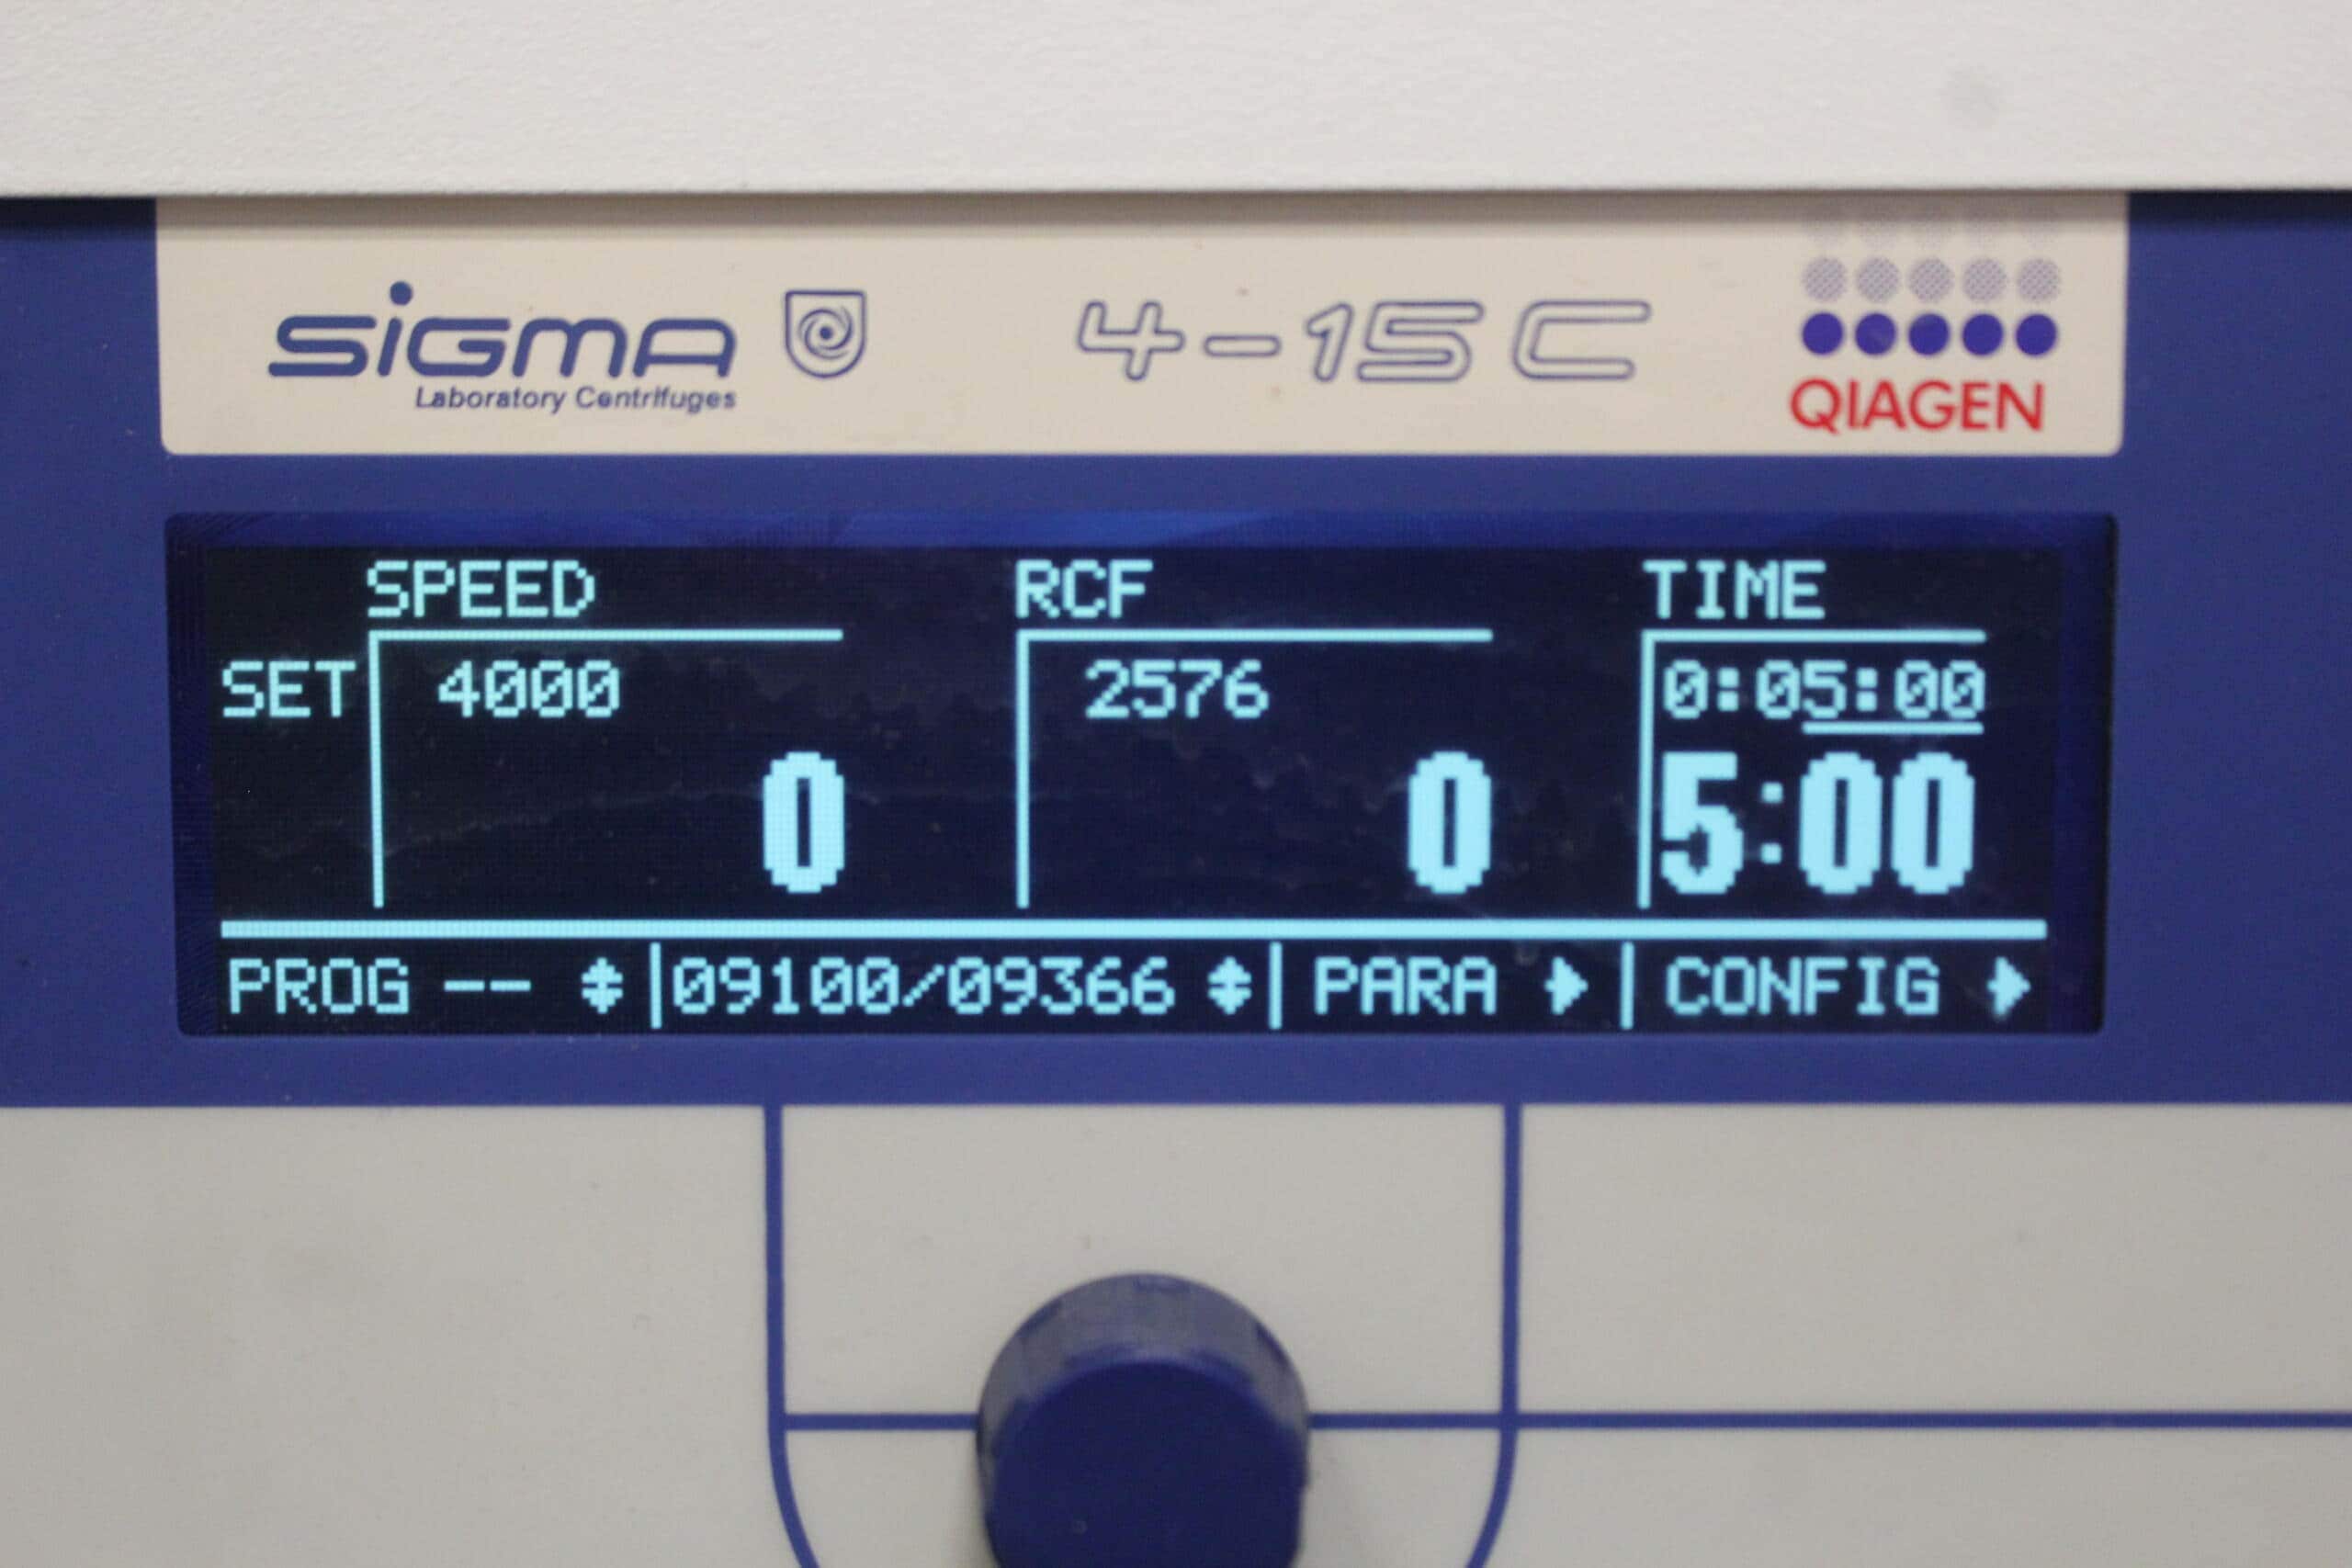 sigma
Laboratory Centrifuges
4-15 C
QIAGEN
SPEED RCF TIME
SET 4000 2576 0:05:00
0 0 5:00
PROG -- 09100/09366 PARA CONFIG